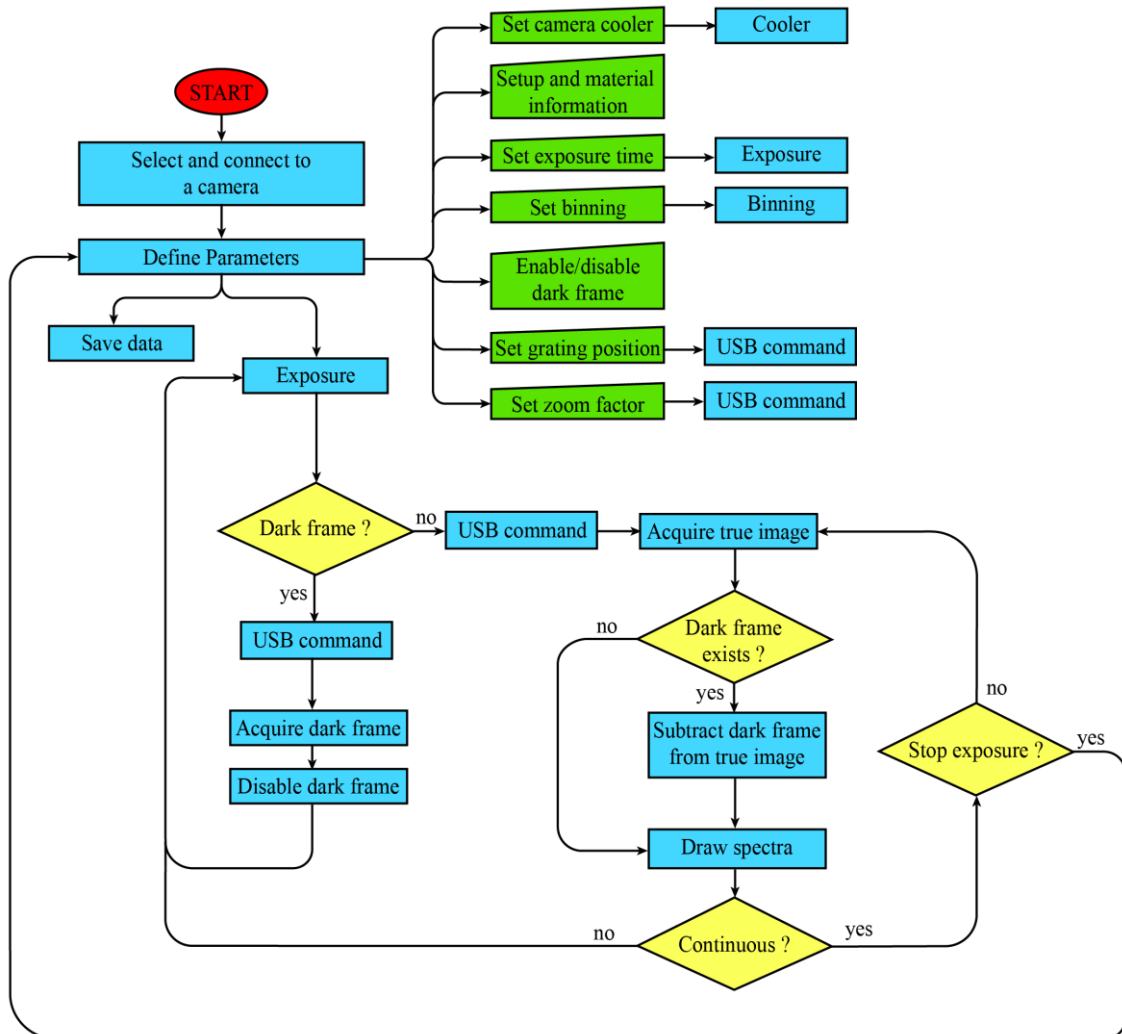 Set camera cooler
Cooler
START
Setup and material
information
Select and connect to
a camera
Set exposure time
Exposure
Set binning
Binning
Define Parameters
Enable/disable
dark frame
Save data
Set grating position
USB command
Exposure
Set zoom factor
USB command
Dark frame ?
no
USB command
Acquire true image
yes
USB command
no
Dark frame
exists ?
yes
no
Acquire dark frame
Subtract dark frame
from true image
Stop exposure ?
yes
Disable dark frame
Draw spectra
no
Continuous ?
yes